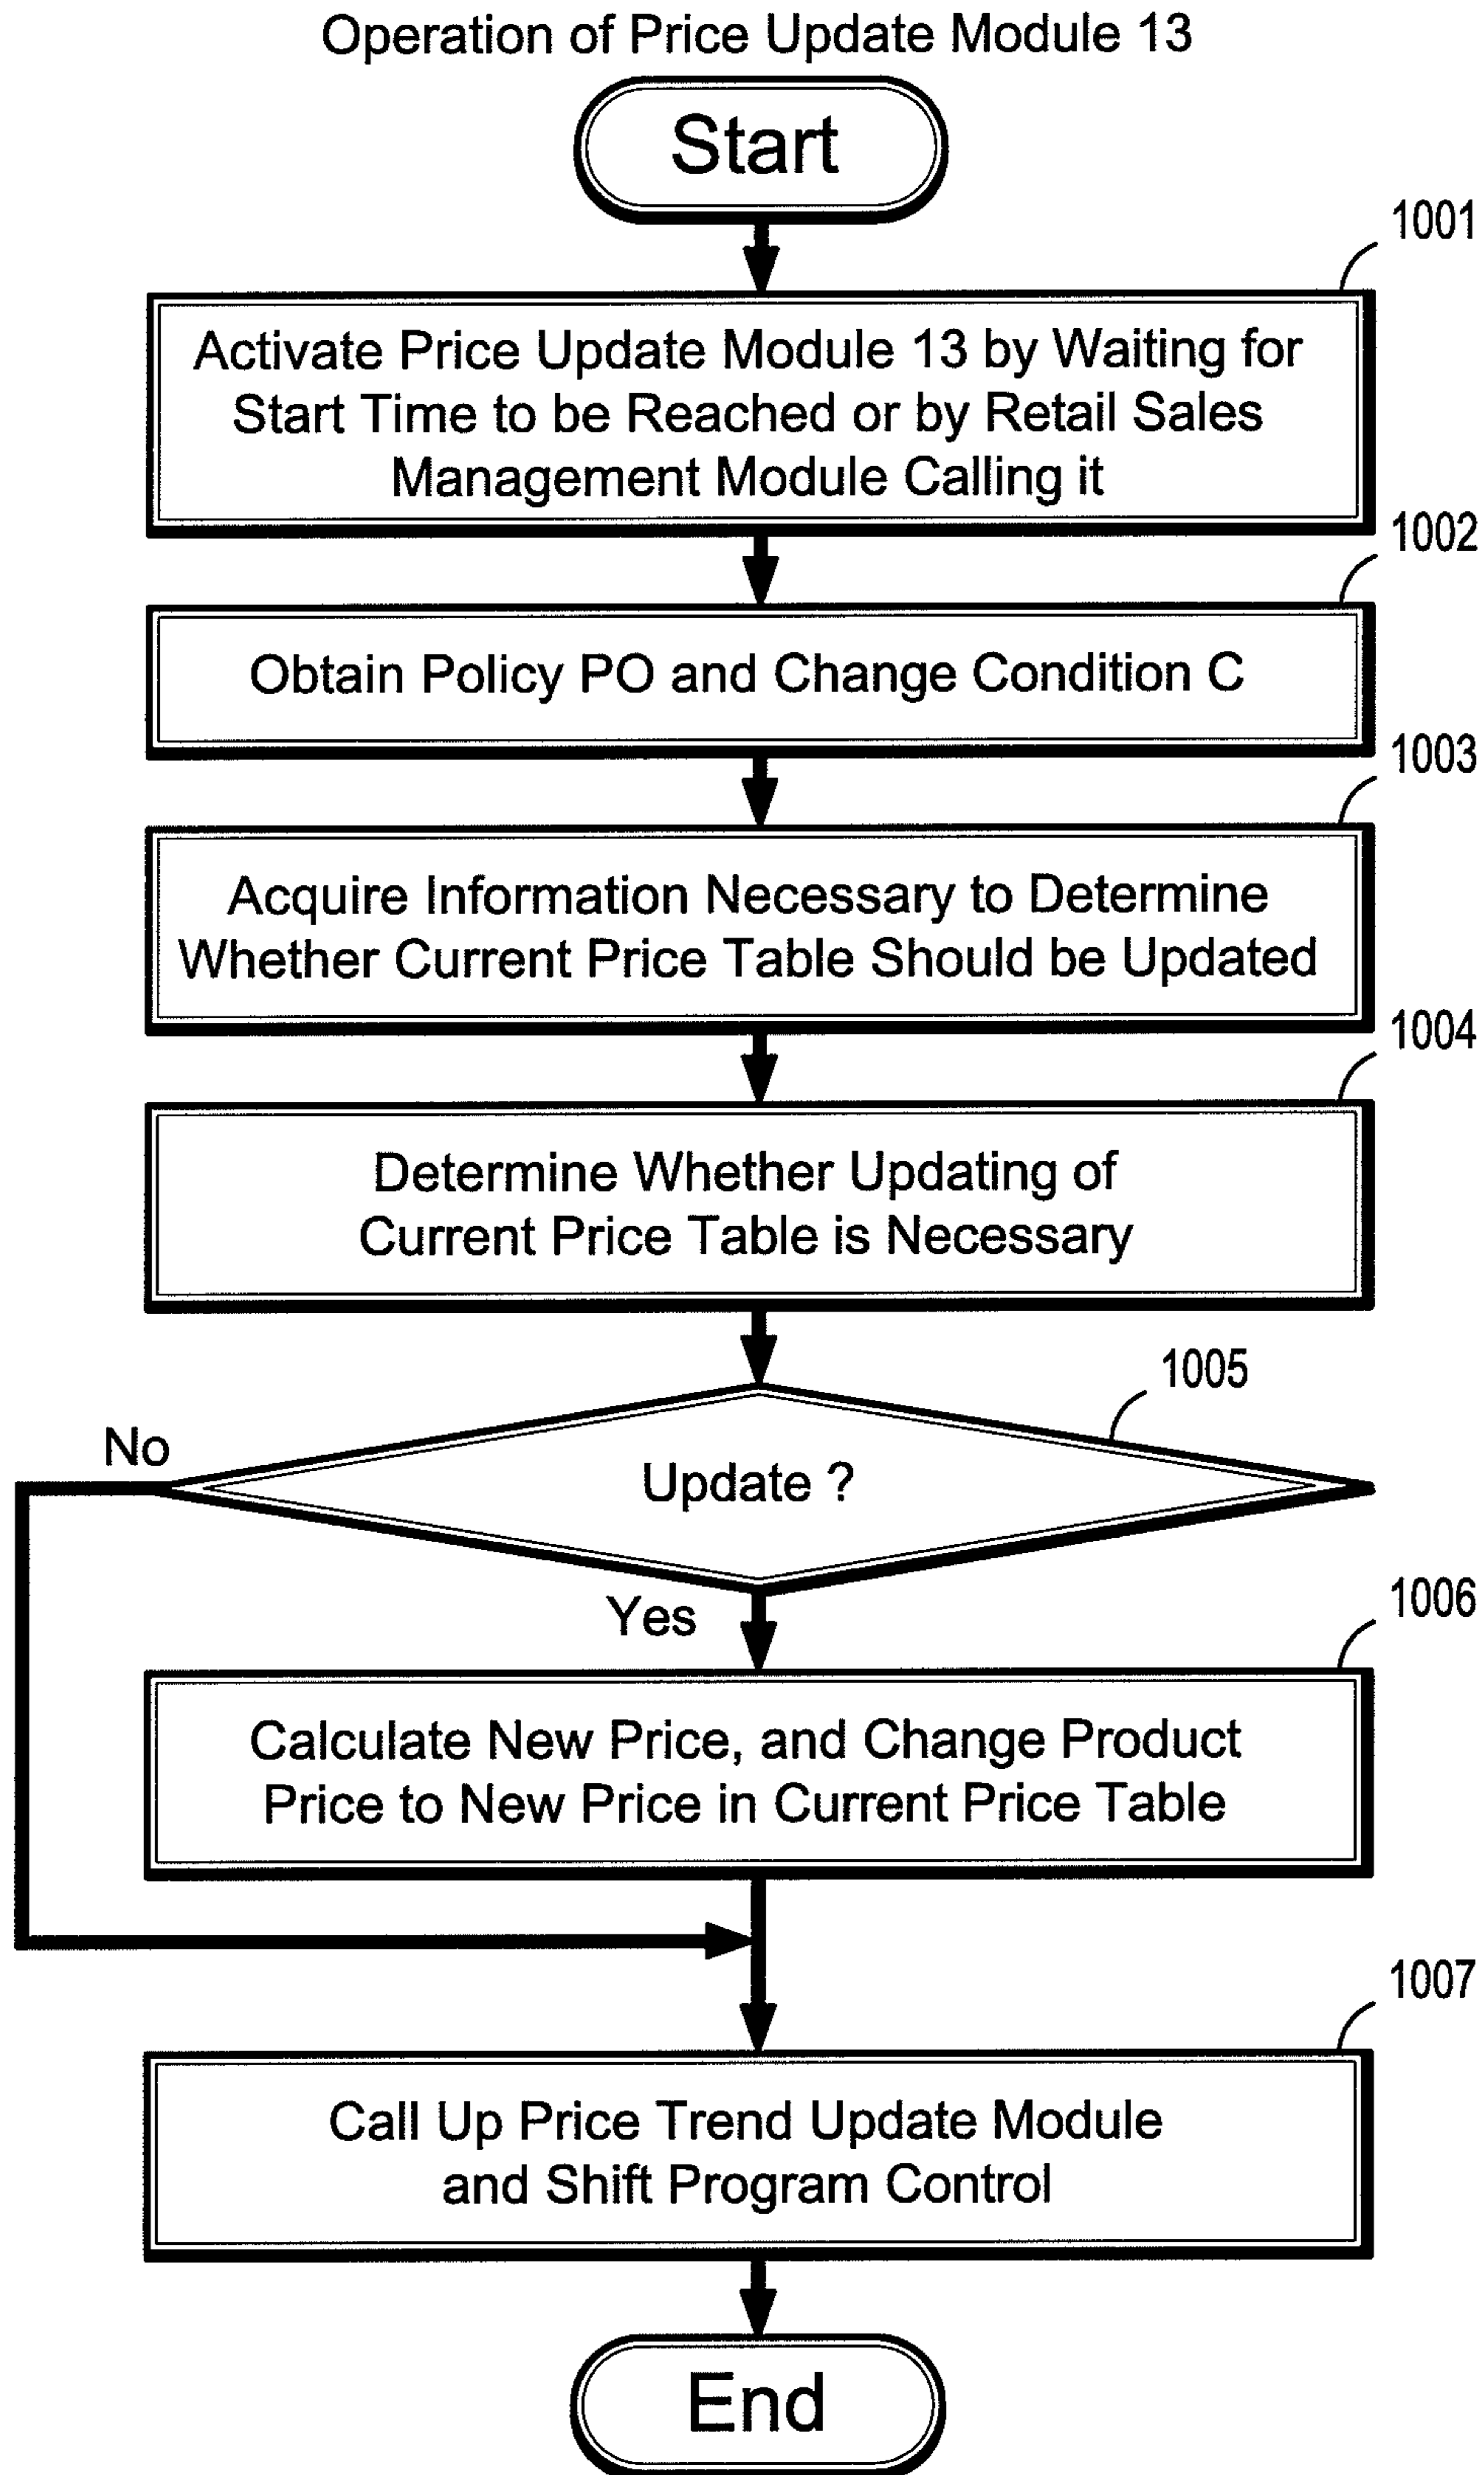 Operation of Price Update Module 13
Start
1001
Activate Price Update Module 13 by Waiting for
Start Time to be Reached or by Retail Sales
Management Module Calling it
1002
Obtain Policy PO and Change Condition C
1003
Acquire Information Necessary to Determine
Whether Current Price Table Should be Updated
1004
Determine Whether Updating of
Current Price Table is Necessary
1005
No
Update ?
Yes
1006
Calculate New Price, and Change Product
Price to New Price in Current Price Table
1007
Call Up Price Trend Update Module
and Shift Program Control
End